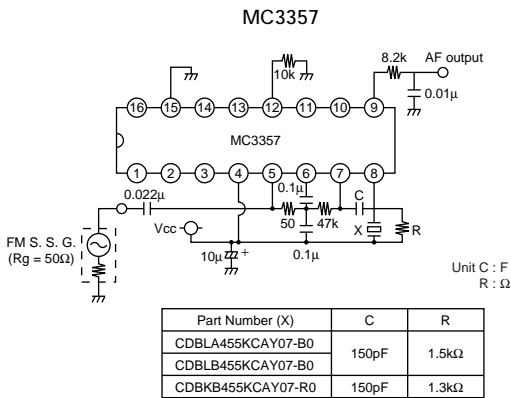 MC3357
8.2k
AF output
10k
0.01μ
16 15 14 13 12 11 10 9
MC3357
1 2 3 4 5 6 7 8
0.022μ
0.1μ
C
50
47k
X
R
Vcc
FM S. S. G.
(Rg = 50Ω)
10μ
+
0.1μ
Unit C : F
R : Ω
Part Number (X) C R
CDBLA455KCAY07-B0
150pF 1.5kΩ
CDBLB455KCAY07-B0
CDBKB455KCAY07-R0 150pF 1.3kΩ